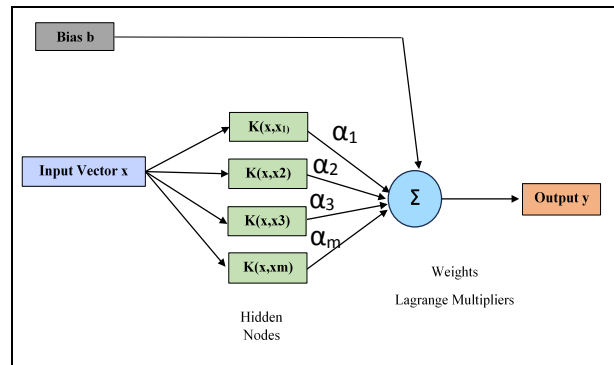 Bias b
K(x,x₁)
α₁
K(x,x2)
α₂
Input Vector x
Σ
Output y
K(x,x3)
α₃
K(x,xm)
αₘ
Weights
Lagrange Multipliers
Hidden
Nodes